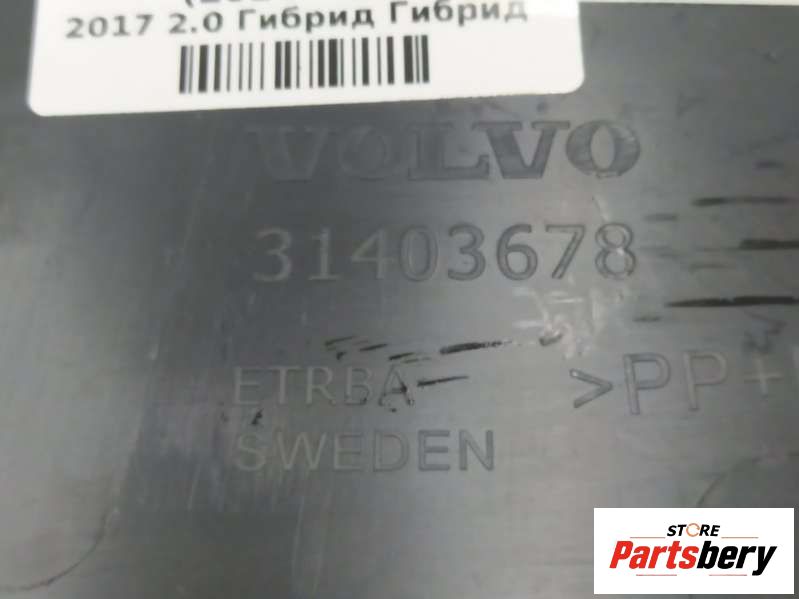 2017 2.0 Гибрид Гибрид
VOLVO
31403678
ETRBA
SWEDEN
>PP+
STORE
Partsbery